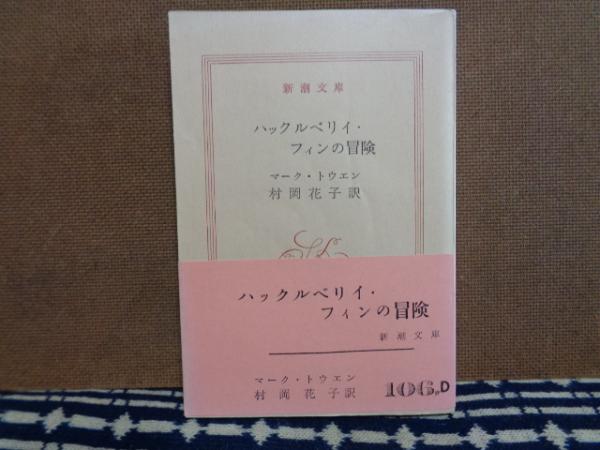 新潮文庫
ハックルベリイ・
フィンの冒険
マーク・トウエン
村岡花子訳
ハックルベリイ・
フィンの冒険
新潮文庫
マーク・トウエン
村岡花子訳
106pD